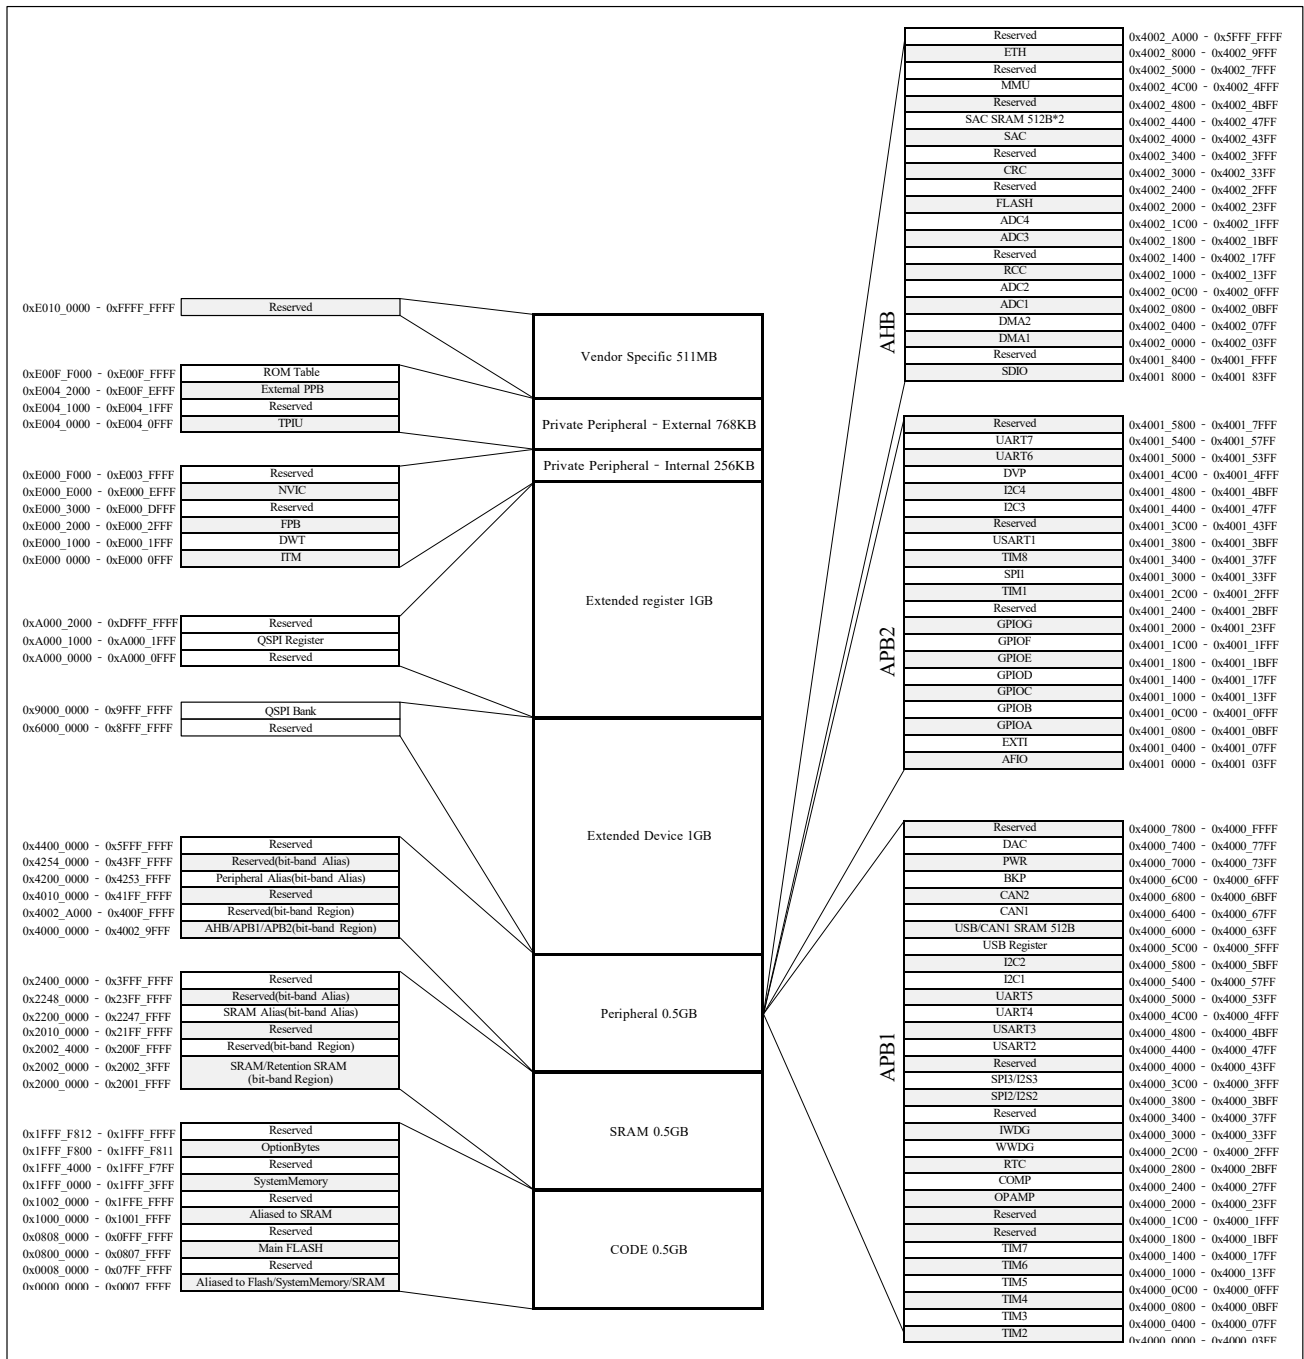 0xE010_0000 - 0xFFFF_FFFF Reserved
0xE00F_F000 - 0xE00F_FFFF ROM Table
0xE004_2000 - 0xE00F_EFFF External PPB
0xE004_1000 - 0xE004_1FFF Reserved
0xE004_0000 - 0xE004_0FFF TPIU
0xE000_F000 - 0xE003_FFFF Reserved
0xE000_E000 - 0xE000_EFFF NVIC
0xE000_3000 - 0xE000_DFFF Reserved
0xE000_2000 - 0xE000_2FFF FPB
0xE000_1000 - 0xE000_1FFF DWT
0xE000_0000 - 0xE000_0FFF ITM
0xA000_2000 - 0xDFFF_FFFF Reserved
0xA000_1000 - 0xA000_1FFF QSPI Register
0xA000_0000 - 0xA000_0FFF Reserved
0x9000_0000 - 0x9FFF_FFFF QSPI Bank
0x6000_0000 - 0x8FFF_FFFF Reserved
0x4400_0000 - 0x5FFF_FFFF Reserved
0x4254_0000 - 0x43FF_FFFF Reserved(bit-band Alias)
0x4200_0000 - 0x4253_FFFF Peripheral Alias(bit-band Alias)
0x4010_0000 - 0x41FF_FFFF Reserved
0x4002_A000 - 0x400F_FFFF Reserved(bit-band Region)
0x4000_0000 - 0x4002_9FFF AHB/APB1/APB2(bit-band Region)
0x2400_0000 - 0x3FFF_FFFF Reserved
0x2248_0000 - 0x23FF_FFFF Reserved(bit-band Alias)
0x2200_0000 - 0x2247_FFFF SRAM Alias(bit-band Alias)
0x2010_0000 - 0x21FF_FFFF Reserved
0x2002_4000 - 0x200F_FFFF Reserved(bit-band Region)
0x2002_0000 - 0x2002_3FFF SRAM/Retention SRAM
0x2000_0000 - 0x2001_FFFF (bit-band Region)
0x1FFF_F812 - 0x1FFF_FFFF Reserved
0x1FFF_F800 - 0x1FFF_F811 OptionBytes
0x1FFF_4000 - 0x1FFF_F7FF Reserved
0x1FFF_0000 - 0x1FFF_3FFF SystemMemory
0x1002_0000 - 0x1FFE_FFFF Reserved
0x1000_0000 - 0x1001_FFFF Aliased to SRAM
0x0808_0000 - 0x0FFF_FFFF Reserved
0x0800_0000 - 0x0807_FFFF Main FLASH
0x0008_0000 - 0x07FF_FFFF Reserved
0x0000_0000 - 0x0007_FFFF Aliased to Flash/SystemMemory/SRAM
Vendor Specific 511MB
Private Peripheral - External 768KB
Private Peripheral - Internal 256KB
Extended register 1GB
Extended Device 1GB
Peripheral 0.5GB
SRAM 0.5GB
CODE 0.5GB
AHB
Reserved 0x4002_A000 - 0x5FFF_FFFF
ETH 0x4002_8000 - 0x4002_9FFF
Reserved 0x4002_5000 - 0x4002_7FFF
MMU 0x4002_4C00 - 0x4002_4FFF
Reserved 0x4002_4800 - 0x4002_4BFF
SAC SRAM 512B*2 0x4002_4400 - 0x4002_47FF
SAC 0x4002_4000 - 0x4002_43FF
Reserved 0x4002_3400 - 0x4002_3FFF
CRC 0x4002_3000 - 0x4002_33FF
Reserved 0x4002_2400 - 0x4002_2FFF
FLASH 0x4002_2000 - 0x4002_23FF
ADC4 0x4002_1C00 - 0x4002_1FFF
ADC3 0x4002_1800 - 0x4002_1BFF
Reserved 0x4002_1400 - 0x4002_17FF
RCC 0x4002_1000 - 0x4002_13FF
ADC2 0x4002_0C00 - 0x4002_0FFF
ADC1 0x4002_0800 - 0x4002_0BFF
DMA2 0x4002_0400 - 0x4002_07FF
DMA1 0x4002_0000 - 0x4002_03FF
Reserved 0x4001_8400 - 0x4001_FFFF
SDIO 0x4001_8000 - 0x4001_83FF
APB2
Reserved 0x4001_5800 - 0x4001_7FFF
UART7 0x4001_5400 - 0x4001_57FF
UART6 0x4001_5000 - 0x4001_53FF
DVP 0x4001_4C00 - 0x4001_4FFF
I2C4 0x4001_4800 - 0x4001_4BFF
I2C3 0x4001_4400 - 0x4001_47FF
Reserved 0x4001_3C00 - 0x4001_43FF
USART1 0x4001_3800 - 0x4001_3BFF
TIM8 0x4001_3400 - 0x4001_37FF
SPI1 0x4001_3000 - 0x4001_33FF
TIM1 0x4001_2C00 - 0x4001_2FFF
Reserved 0x4001_2400 - 0x4001_2BFF
GPIOG 0x4001_2000 - 0x4001_23FF
GPIOF 0x4001_1C00 - 0x4001_1FFF
GPIOE 0x4001_1800 - 0x4001_1BFF
GPIOD 0x4001_1400 - 0x4001_17FF
GPIOC 0x4001_1000 - 0x4001_13FF
GPIOB 0x4001_0C00 - 0x4001_0FFF
GPIOA 0x4001_0800 - 0x4001_0BFF
EXTI 0x4001_0400 - 0x4001_07FF
AFIO 0x4001_0000 - 0x4001_03FF
APB1
Reserved 0x4000_7800 - 0x4000_FFFF
DAC 0x4000_7400 - 0x4000_77FF
PWR 0x4000_7000 - 0x4000_73FF
BKP 0x4000_6C00 - 0x4000_6FFF
CAN2 0x4000_6800 - 0x4000_6BFF
CAN1 0x4000_6400 - 0x4000_67FF
USB/CAN1 SRAM 512B 0x4000_6000 - 0x4000_63FF
USB Register 0x4000_5C00 - 0x4000_5FFF
I2C2 0x4000_5800 - 0x4000_5BFF
I2C1 0x4000_5400 - 0x4000_57FF
UART5 0x4000_5000 - 0x4000_53FF
UART4 0x4000_4C00 - 0x4000_4FFF
USART3 0x4000_4800 - 0x4000_4BFF
USART2 0x4000_4400 - 0x4000_47FF
Reserved 0x4000_4000 - 0x4000_43FF
SPI3/I2S3 0x4000_3C00 - 0x4000_3FFF
SPI2/I2S2 0x4000_3800 - 0x4000_3BFF
Reserved 0x4000_3400 - 0x4000_37FF
IWDG 0x4000_3000 - 0x4000_33FF
WWDG 0x4000_2C00 - 0x4000_2FFF
RTC 0x4000_2800 - 0x4000_2BFF
COMP 0x4000_2400 - 0x4000_27FF
OPAMP 0x4000_2000 - 0x4000_23FF
Reserved 0x4000_1C00 - 0x4000_1FFF
Reserved 0x4000_1800 - 0x4000_1BFF
TIM7 0x4000_1400 - 0x4000_17FF
TIM6 0x4000_1000 - 0x4000_13FF
TIM5 0x4000_0C00 - 0x4000_0FFF
TIM4 0x4000_0800 - 0x4000_0BFF
TIM3 0x4000_0400 - 0x4000_07FF
TIM2 0x4000_0000 - 0x4000_03FF